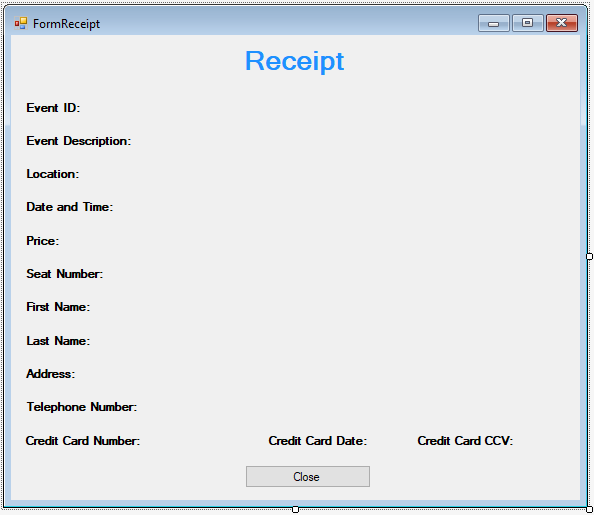 FormReceipt
Receipt
Event ID:
Event Description:
Location:
Date and Time:
Price:
Seat Number:
First Name:
Last Name:
Address:
Telephone Number:
Credit Card Number: Credit Card Date: Credit Card CCV:
Close